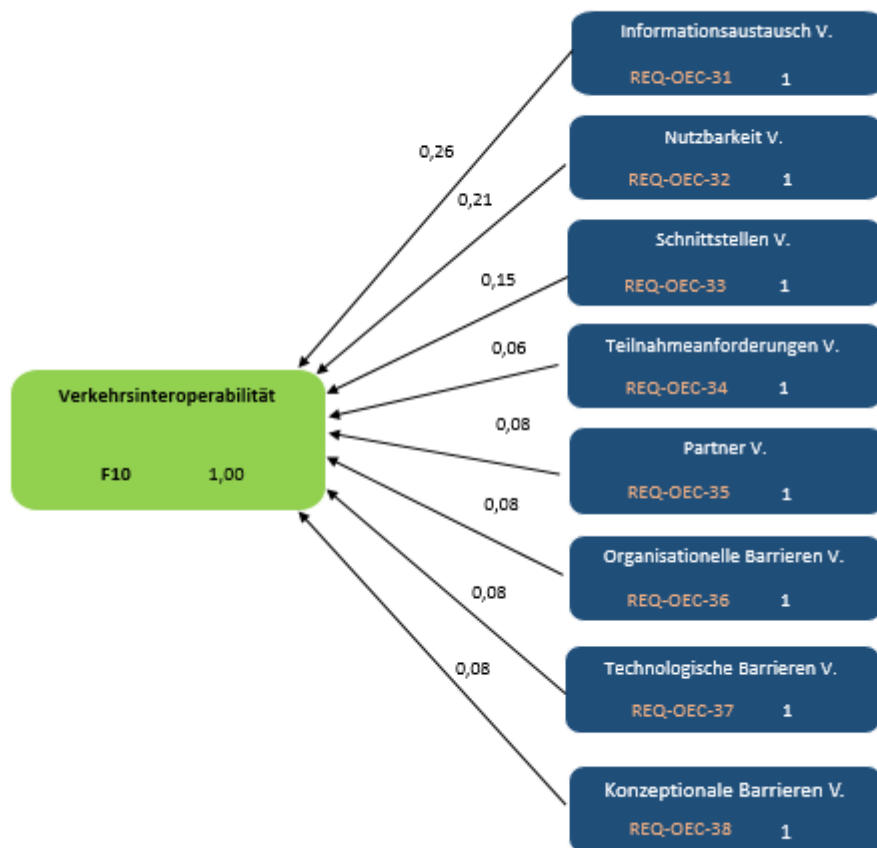 Informationsaustausch V.
REQ-OEC-31 1
0,26
Nutzbarkeit V.
REQ-OEC-32 1
0,21
Schnittstellen V.
REQ-OEC-33 1
0,15
Teilnahmeanforderungen V.
REQ-OEC-34 1
0,06
Verkehrsinteroperabilität
F10 1,00
Partner V.
REQ-OEC-35 1
0,08
Organisationelle Barrieren V.
REQ-OEC-36 1
0,08
Technologische Barrieren V.
REQ-OEC-37 1
0,08
Konzeptionale Barrieren V.
REQ-OEC-38 1
0,08